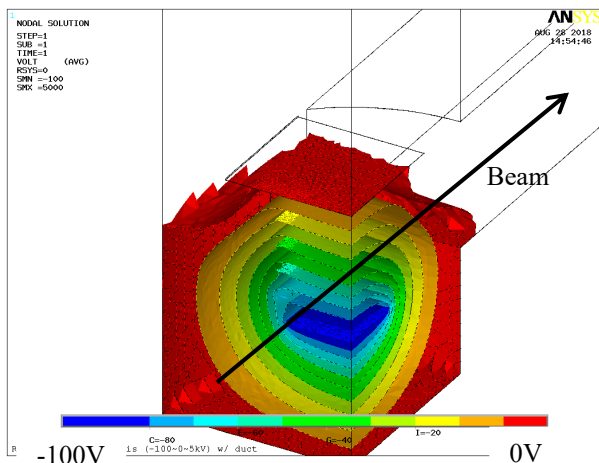 1
NODAL SOLUTION
STEP=1
SUB =1
TIME=1
VOLT (AVG)
RSYS=0
SMN =-100
SMX =5000
ANSYS
AUG 28 2018
14:54:46
Beam
C=-80
G=-40
I=-20
R
is (-100~0~5kV) w/ duct
-100V
0V